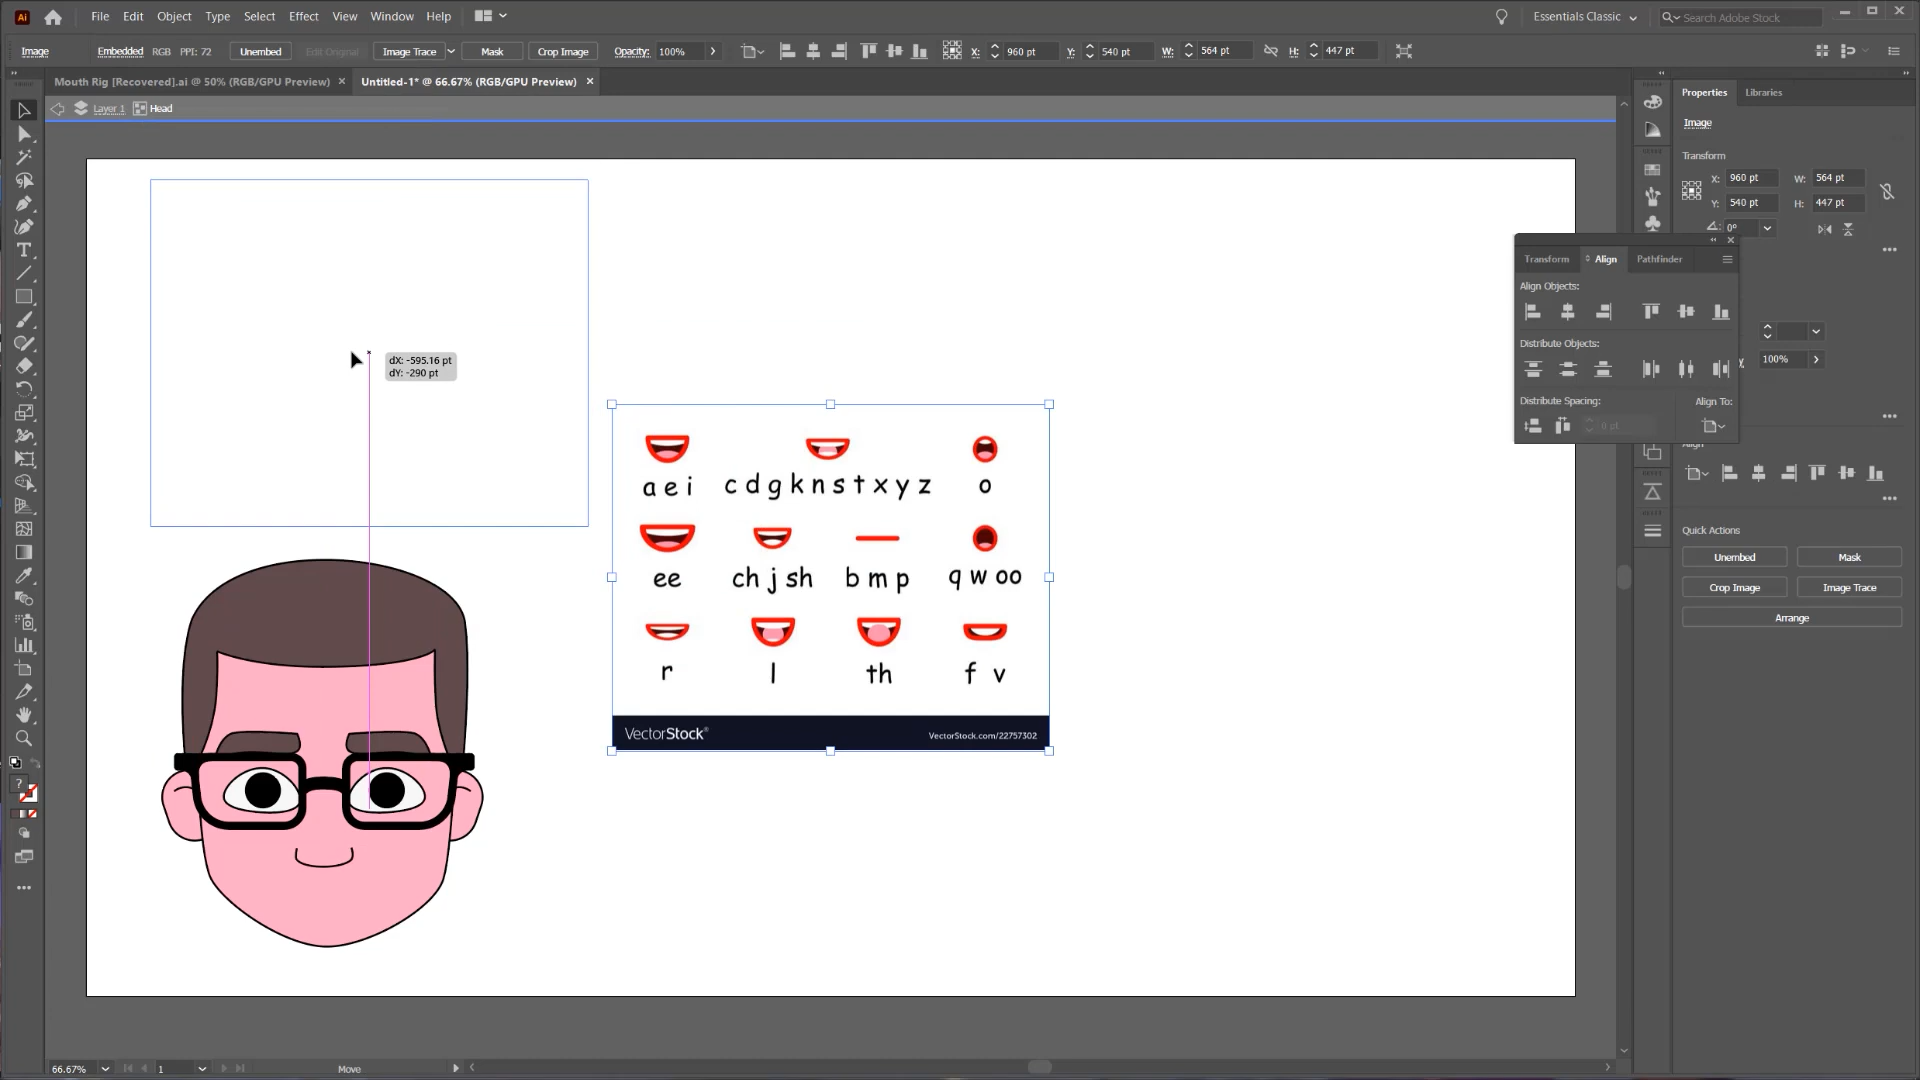 File Edit Object Type Select Effect View Window Help Essentials Classic Search Adobe Stock
Image Embedded RGB PPI: 72 Unembed Edit Original Image Trace Mask Crop Image Opacity: 100% X: 960 pt Y: 540 pt W: 564 pt H: 447 pt
Mouth Rig [Recovered].ai @ 50% (RGB/GPU Preview) Untitled-1* @ 66.67% (RGB/GPU Preview)
Layer 1 Head
Properties Libraries
Image
Transform
X: 960 pt W: 564 pt
Y: 540 pt H: 447 pt
0°
Transform Align Pathfinder
Align Objects:
Distribute Objects:
100%
Distribute Spacing: Align To:
0 pt
Align
Quick Actions
Unembed Mask
Crop Image Image Trace
Arrange
dX: -595.16 pt
dY: -290 pt
a e i c d g k n s t x y z o
ee ch j sh b m p q w oo
r l th f v
VectorStock® VectorStock.com/22757302
66.67% 1 Move